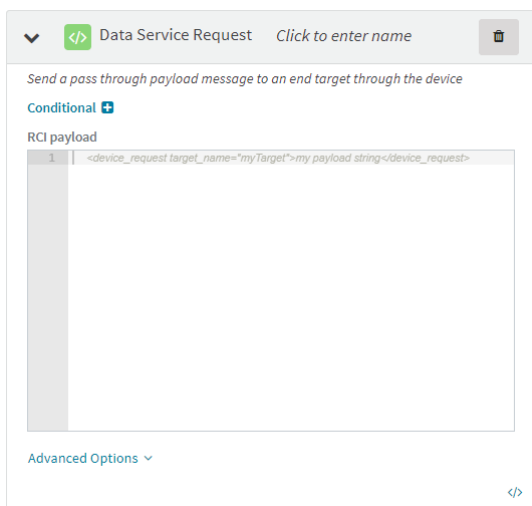 </> Data Service Request Click to enter name
Send a pass through payload message to an end target through the device
Conditional
RCI payload
1 <device_request target_name="myTarget">my payload string</device_request>
Advanced Options
</>